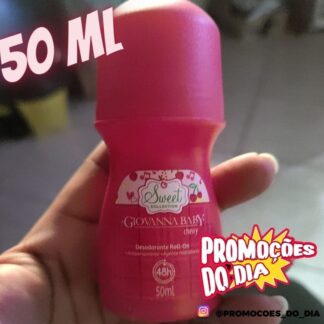 50 ML
Sweet
COLLECTION
GIOVANNA BABY
cherry
Desodorante Roll-On
48h
50ml
PROMOÇÕES
DO DIA
@PROMOCOES_DO_DIA